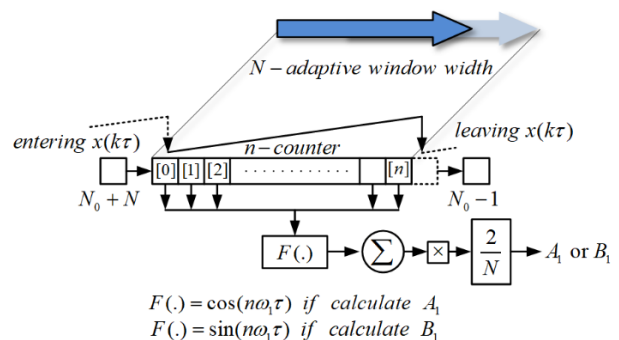 N − adaptive window width
entering x(kτ)
leaving x(kτ)
n − counter
[0] [1] [2] ............ [n]
N₀ + N
N₀ − 1
F(.) ∑ × 2/N A₁ or B₁
F(.) = cos(nω₁τ) if calculate A₁
F(.) = sin(nω₁τ) if calculate B₁